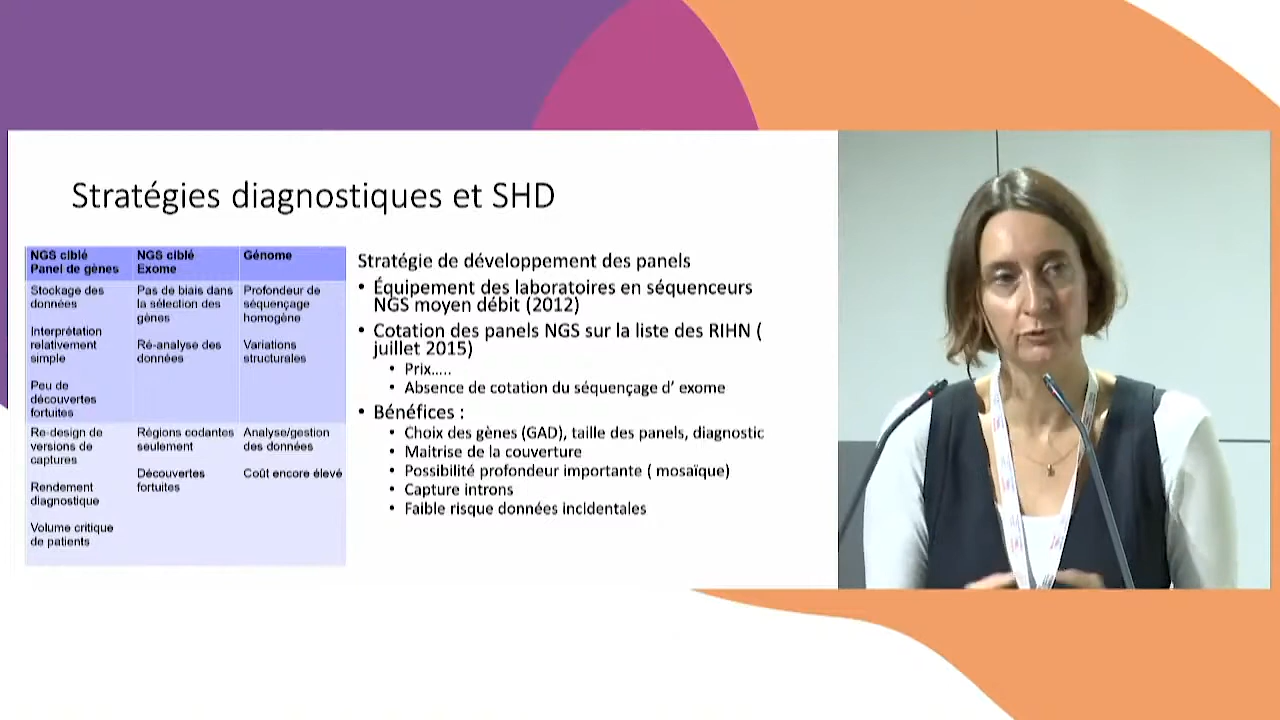 Stratégies diagnostiques et SHD
NGS ciblé
Panel de gènes
NGS ciblé
Exome
Génome
Stockage des
données
Interprétation
relativement
simple
Peu de
découvertes
fortuites
Pas de biais dans
la sélection des
gènes
Ré-analyse des
données
Profondeur de
séquençage
homogène
Variations
structurales
Re-design de
versions de
captures
Rendement
diagnostique
Volume critique
de patients
Régions codantes
seulement
Découvertes
fortuites
Analyse/gestion
des données
Coût encore élevé
Stratégie de développement des panels
• Équipement des laboratoires en séquenceurs
NGS moyen débit (2012)
• Cotation des panels NGS sur la liste des RIHN (
juillet 2015)
• Prix.....
• Absence de cotation du séquençage d’ exome
• Bénéfices :
• Choix des gènes (GAD), taille des panels, diagnostic
• Maitrise de la couverture
• Possibilité profondeur importante ( mosaïque)
• Capture introns
• Faible risque données incidentales